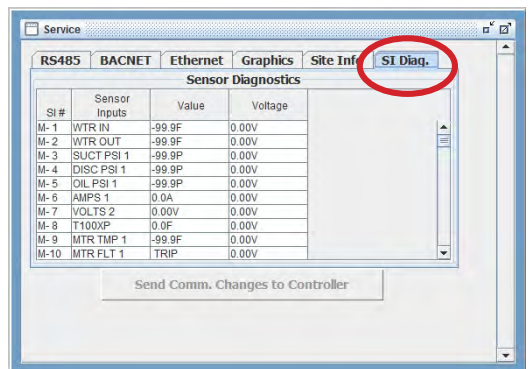 Service
RS485 BACNET Ethernet Graphics Site Info SI Diag.
Sensor Diagnostics
SI # Sensor Inputs Value Voltage
M- 1 WTR IN -99.9F 0.00V
M- 2 WTR OUT -99.9F 0.00V
M- 3 SUCT PSI 1 -99.9P 0.00V
M- 4 DISC PSI 1 -99.9P 0.00V
M- 5 OIL PSI 1 -99.9P 0.00V
M- 6 AMPS 1 0.0A 0.00V
M- 7 VOLTS 2 0.00V 0.00V
M- 8 T100XP 0.0F 0.00V
M- 9 MTR TMP 1 -99.9F 0.00V
M-10 MTR FLT 1 TRIP 0.00V
Send Comm. Changes to Controller